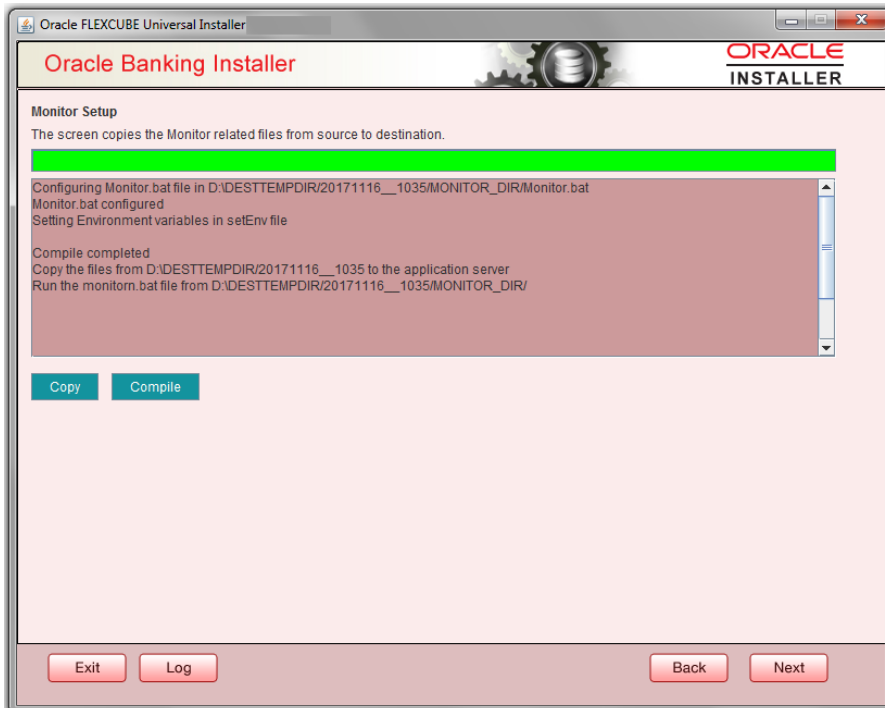 Oracle FLEXCUBE Universal Installer
Oracle Banking Installer
ORACLE
INSTALLER
Monitor Setup
The screen copies the Monitor related files from source to destination.
Configuring Monitor.bat file in D:\DESTTEMPDIR/20171116__1035/MONITOR_DIR/Monitor.bat
Monitor.bat configured
Setting Environment variables in setEnv file
Compile completed
Copy the files from D:\DESTTEMPDIR/20171116__1035 to the application server
Run the monitorn.bat file from D:\DESTTEMPDIR/20171116__1035/MONITOR_DIR/
Copy Compile
Exit Log Back Next